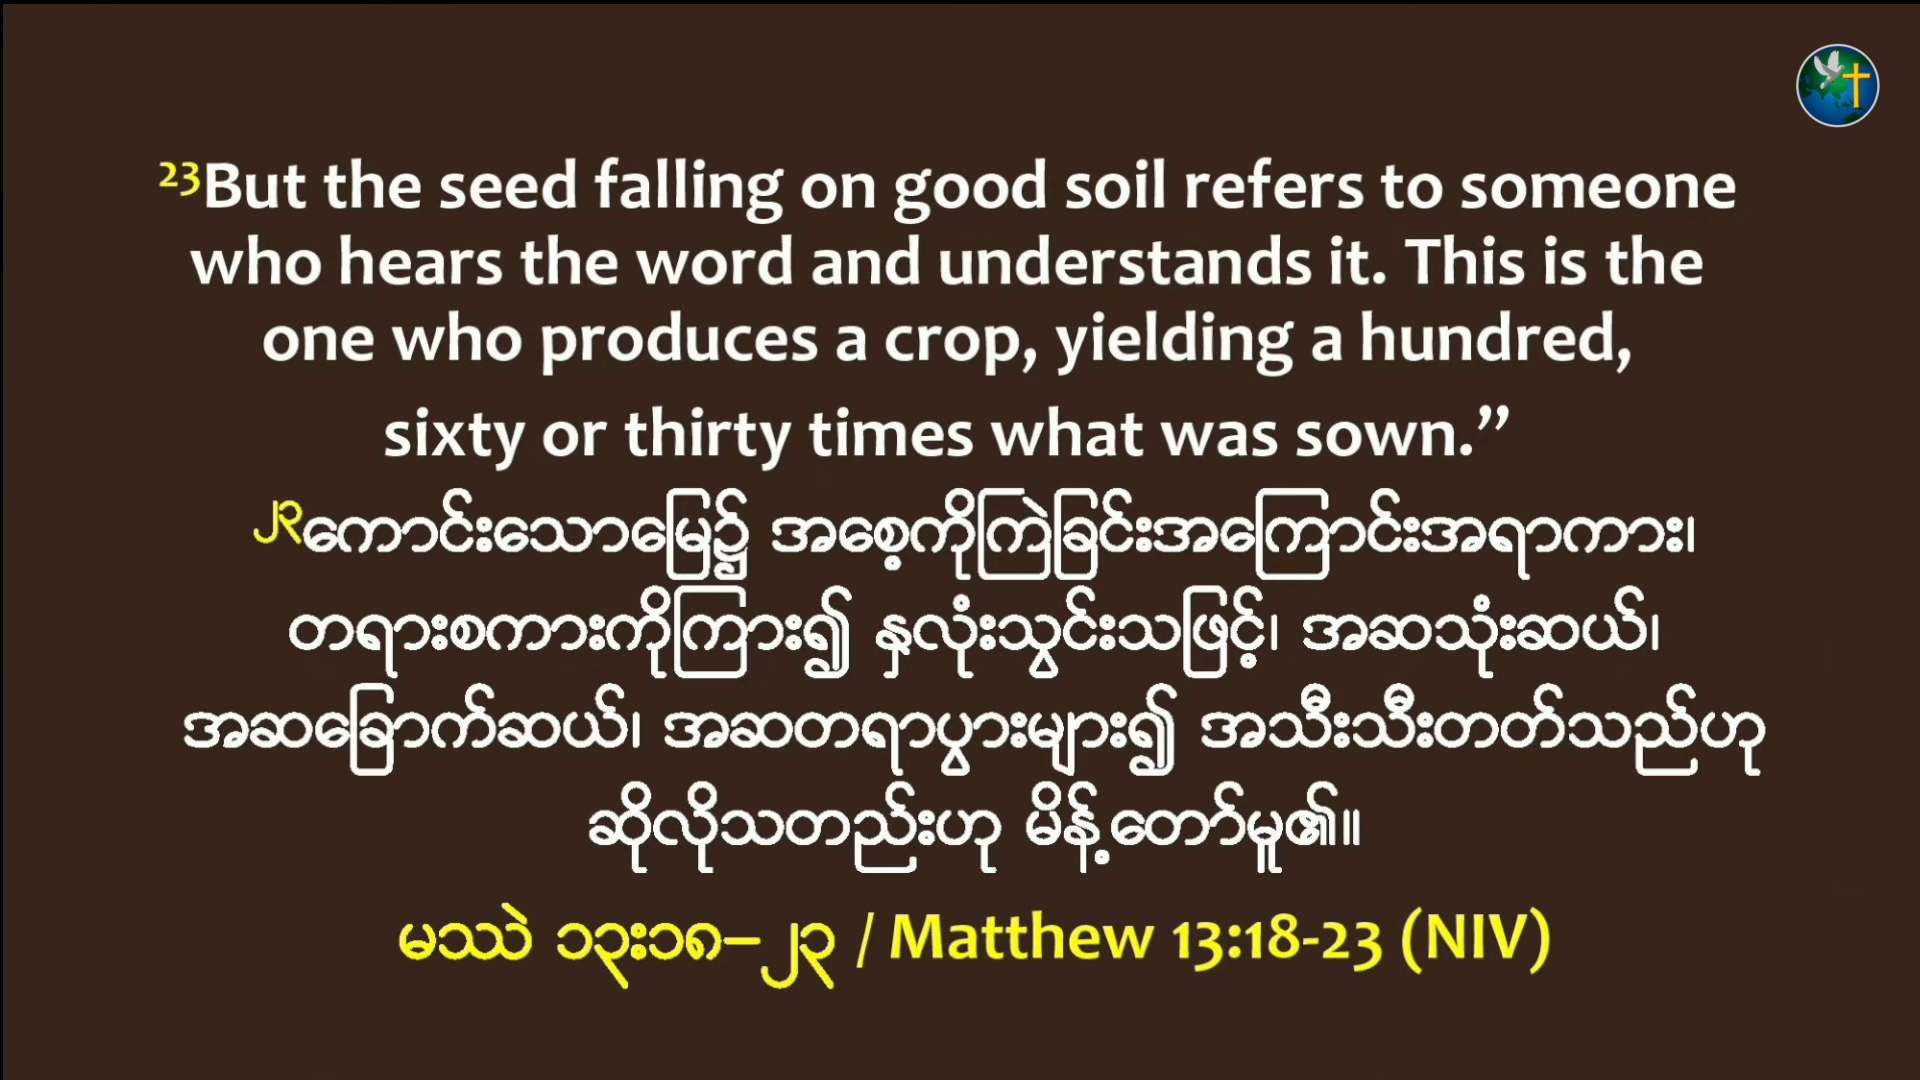 ²³But the seed falling on good soil refers to someone
who hears the word and understands it. This is the
one who produces a crop, yielding a hundred,
sixty or thirty times what was sown.”
၂၃ကောင်းသောမြေ၌ အစေ့ကိုကြဲခြင်းအကြောင်းအရာကား၊
တရားစကားကိုကြား၍ နှလုံးသွင်းသဖြင့်၊ အဆသုံးဆယ်၊
အဆခြောက်ဆယ်၊ အဆတရာပွားများ၍ အသီးသီးတတ်သည်ဟု
ဆိုလိုသတည်းဟု မိန့်တော်မူ၏။
မဿဲ ၁၃း၁၈–၂၃ / Matthew 13:18-23 (NIV)